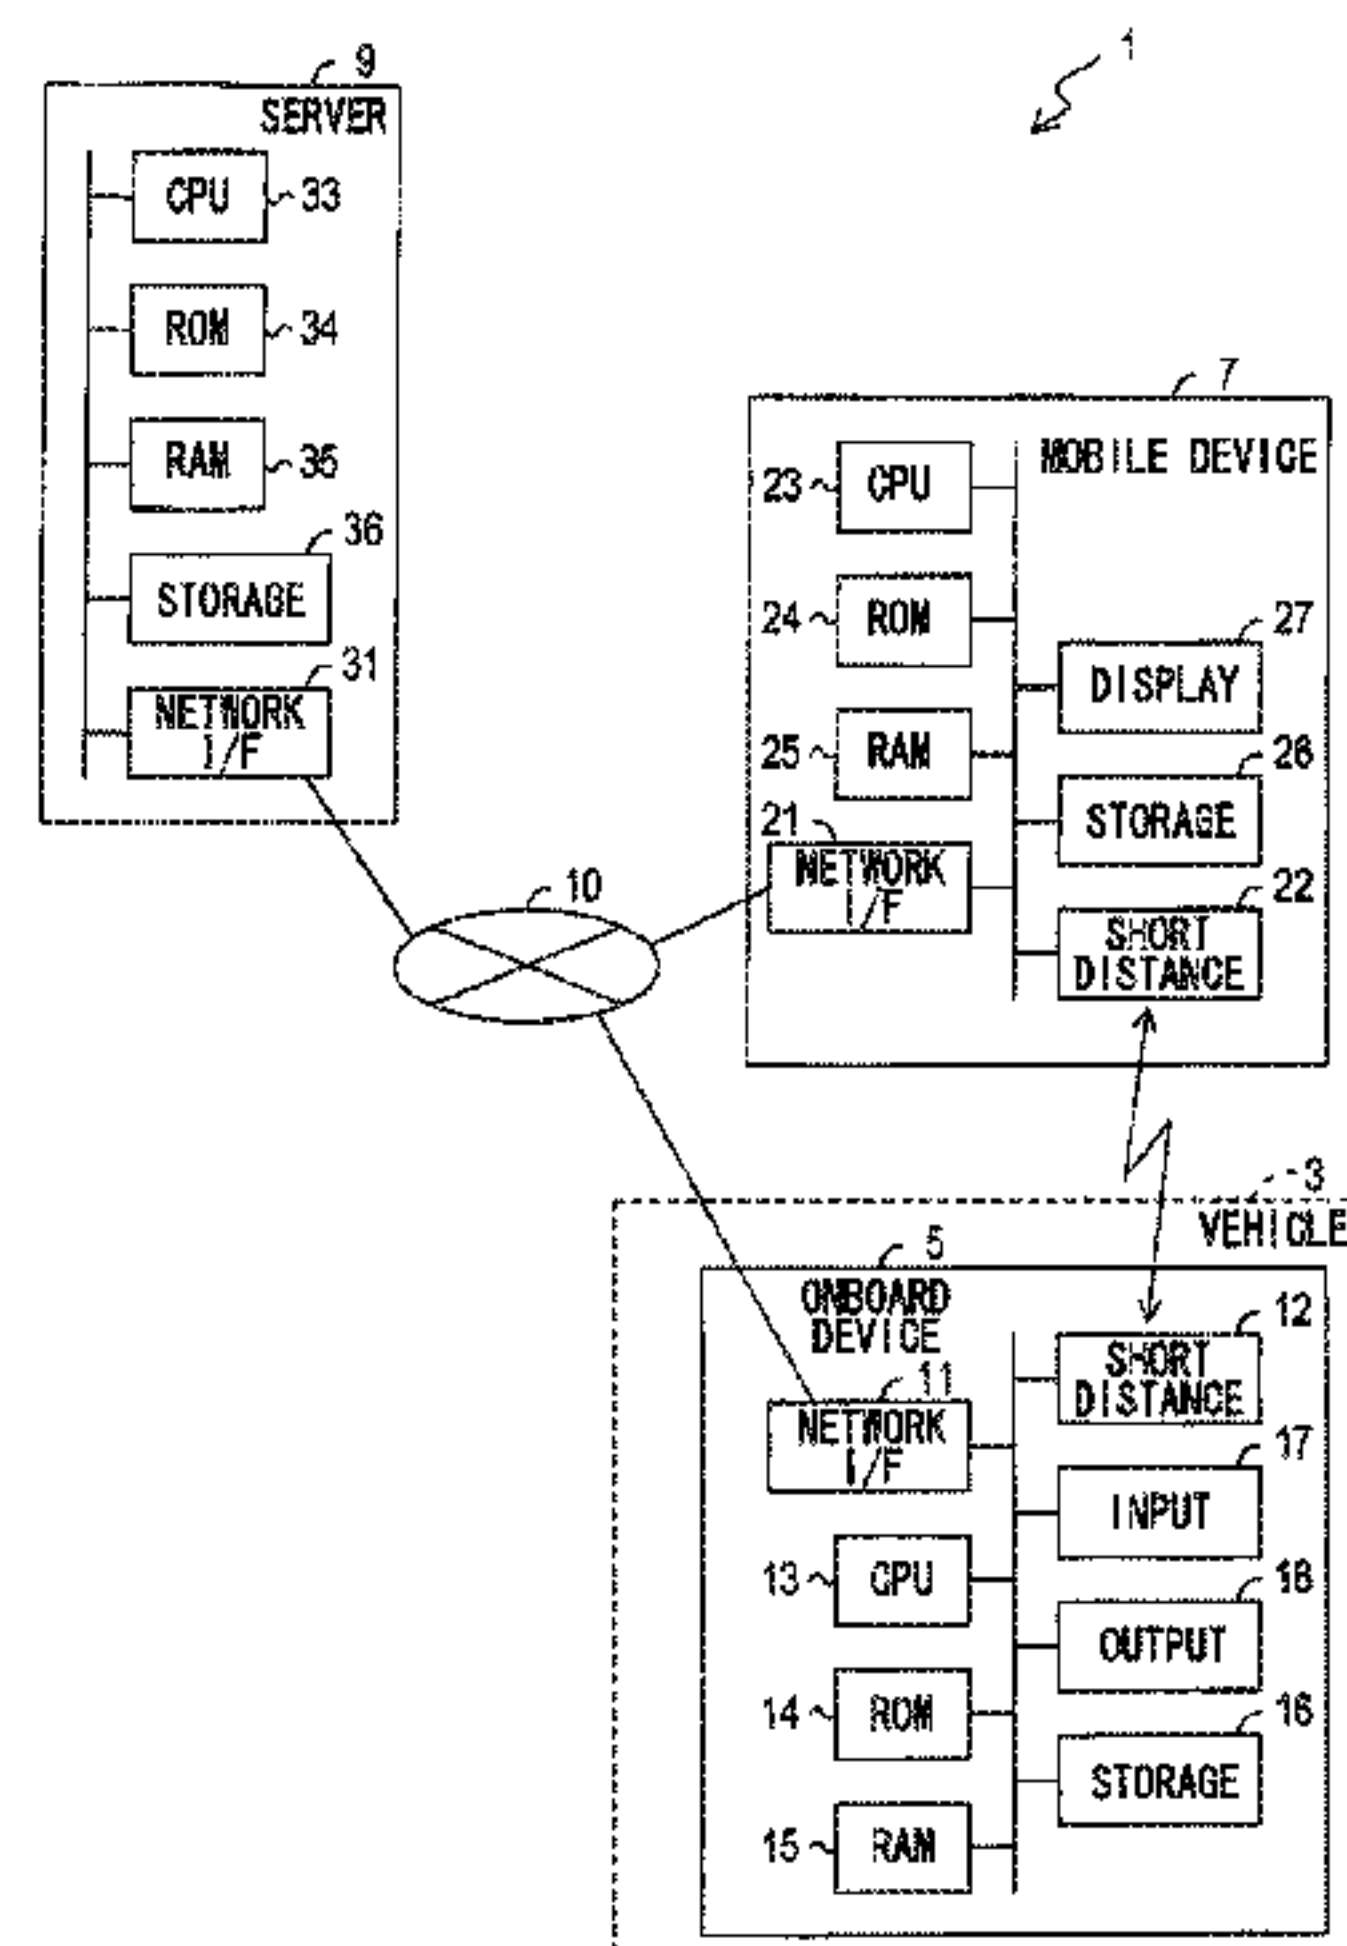 1
9
SERVER
CPU
33
ROM
34
RAM
35
36
STORAGE
31
NETWORK
I/F
10
7
MOBILE DEVICE
23
CPU
24
ROM
27
DISPLAY
25
RAM
26
STORAGE
21
NETWORK
I/F
22
SHORT
DISTANCE
3
VEHICLE
5
ONBOARD
DEVICE
12
SHORT
DISTANCE
11
NETWORK
I/F
17
INPUT
13
CPU
18
OUTPUT
14
ROM
16
STORAGE
15
RAM